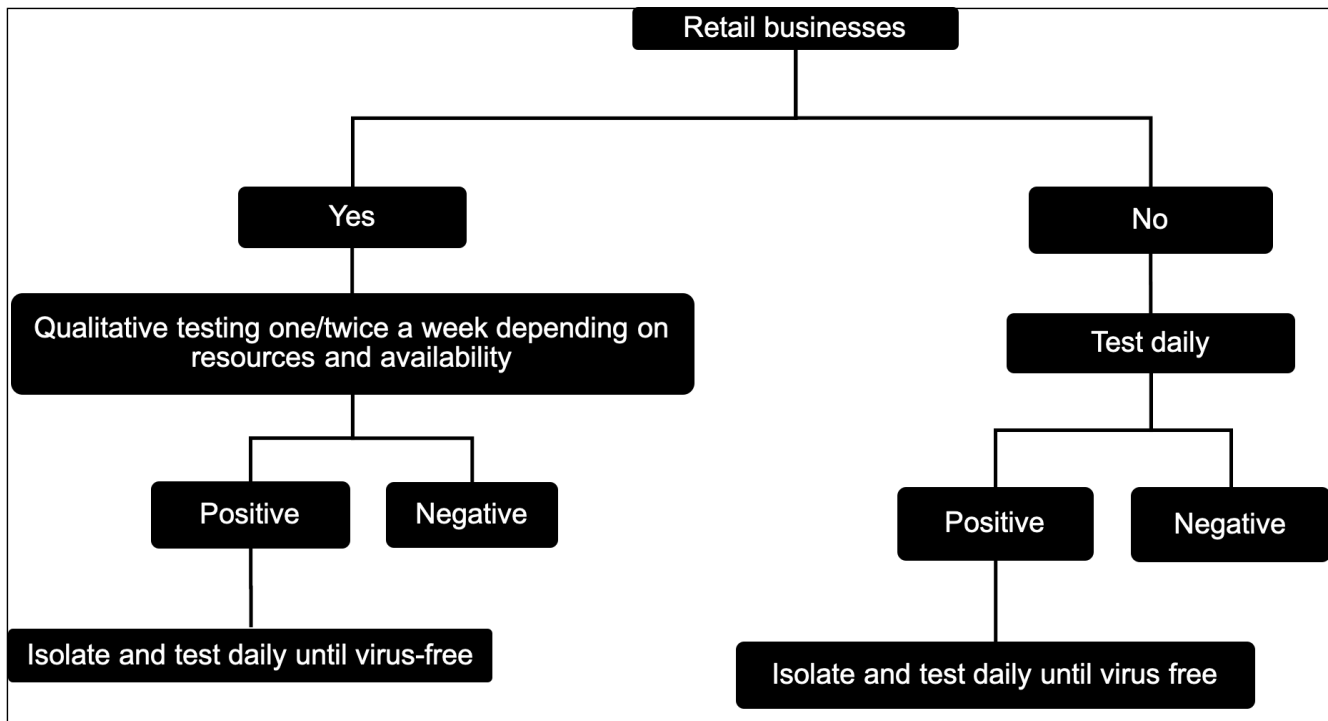 Retail businesses
Yes
No
Qualitative testing one/twice a week depending on
resources and availability
Test daily
Positive
Negative
Positive
Negative
Isolate and test daily until virus-free
Isolate and test daily until virus free